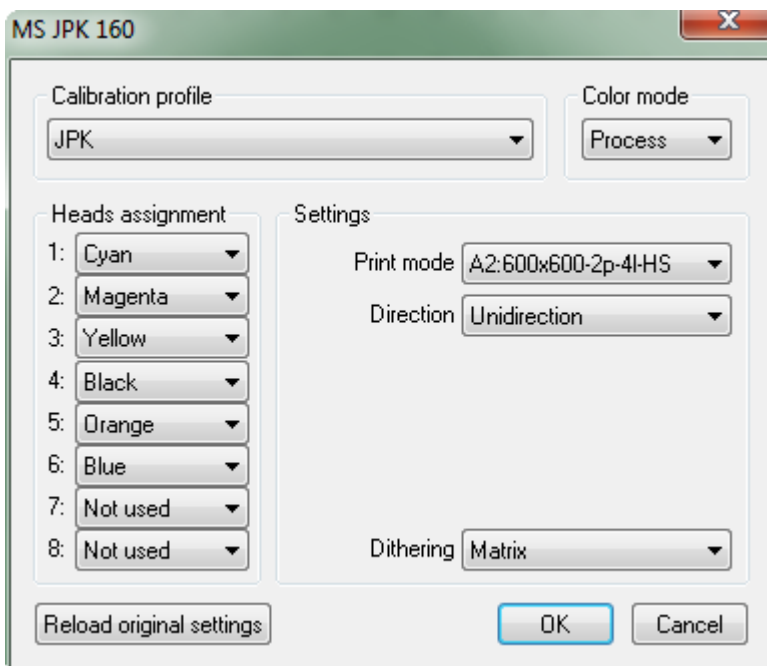 MS JPK 160
Calibration profile
JPK
Color mode
Process
Heads assignment
1: Cyan
2: Magenta
3: Yellow
4: Black
5: Orange
6: Blue
7: Not used
8: Not used
Settings
Print mode A2:600x600-2p-4l-HS
Direction Unidirection
Dithering Matrix
Reload original settings
OK
Cancel